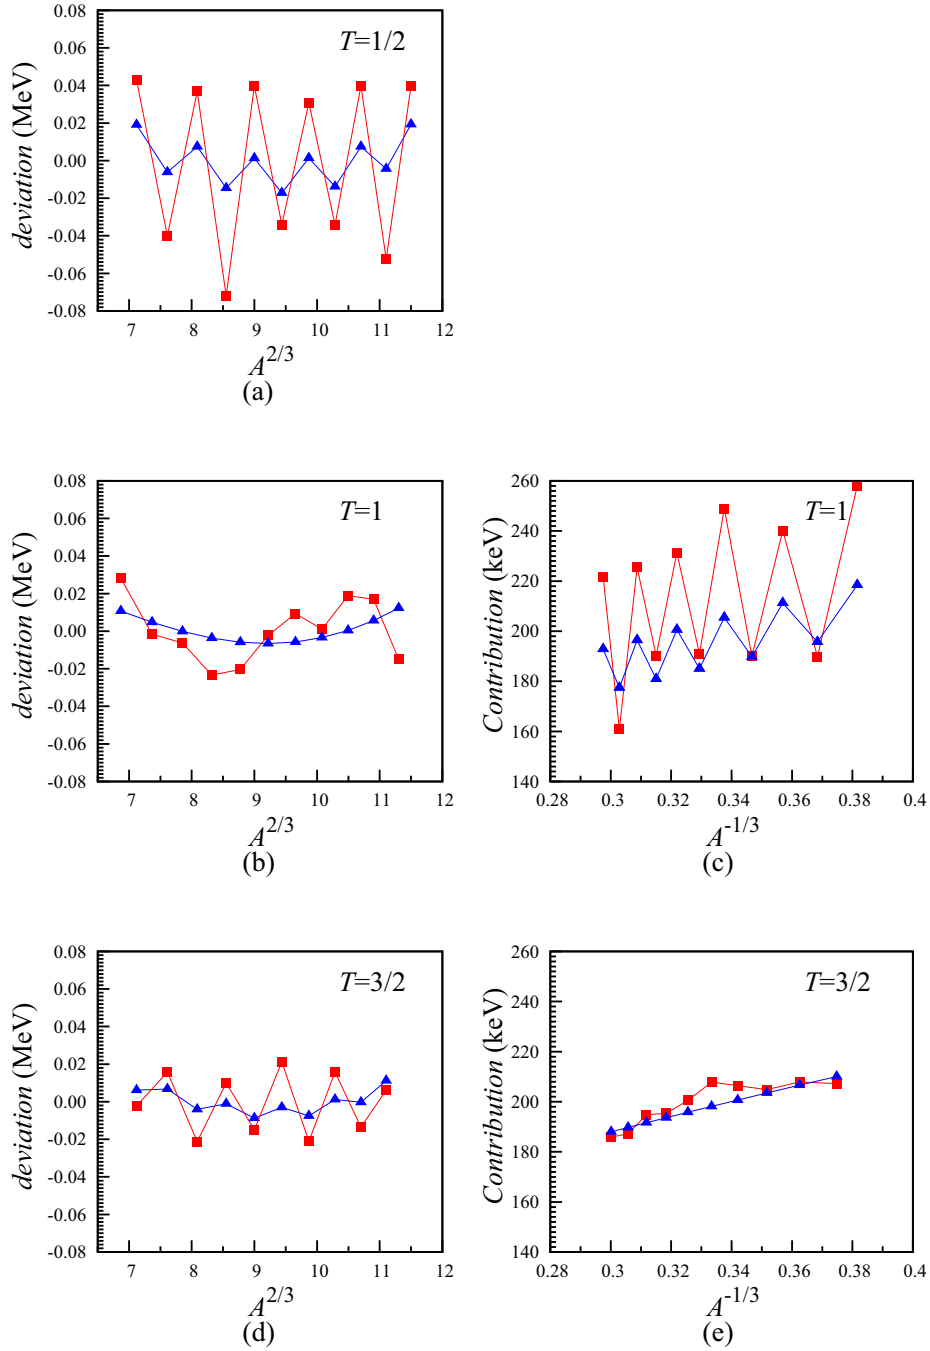 T=1/2
deviation (MeV)
0.08
0.06
0.04
0.02
0.00
-0.02
-0.04
-0.06
-0.08
7 8 9 10 11 12
A^2/3
(a)
T=1
deviation (MeV)
0.08
0.06
0.04
0.02
0.00
-0.02
-0.04
-0.06
-0.08
7 8 9 10 11 12
A^2/3
(b)
T=1
Contribution (keV)
260
240
220
200
180
160
140
0.28 0.3 0.32 0.34 0.36 0.38 0.4
A^-1/3
(c)
T=3/2
deviation (MeV)
0.08
0.06
0.04
0.02
0.00
-0.02
-0.04
-0.06
-0.08
7 8 9 10 11 12
A^2/3
(d)
T=3/2
Contribution (keV)
260
240
220
200
180
160
140
0.28 0.3 0.32 0.34 0.36 0.38 0.4
A^-1/3
(e)